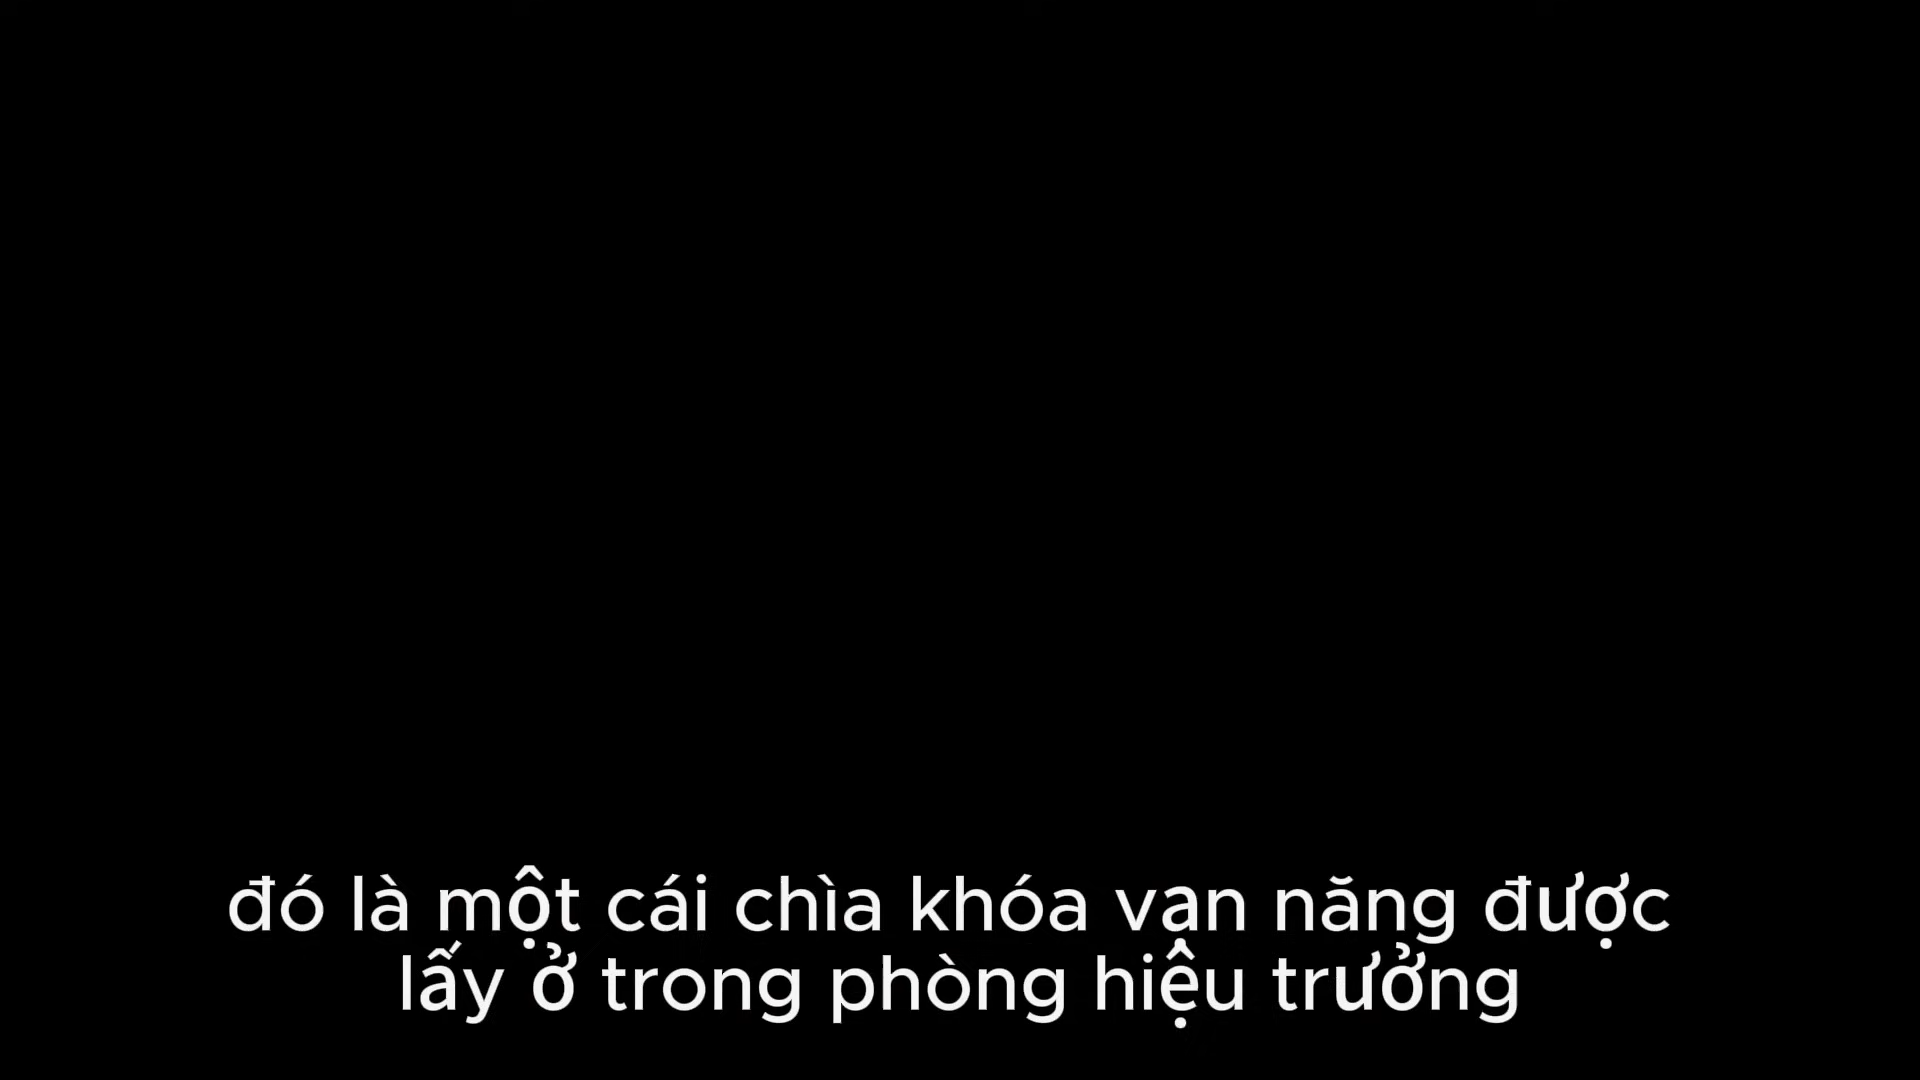 đó là một cái chìa khóa vạn năng được
lấy ở trong phòng hiệu trưởng